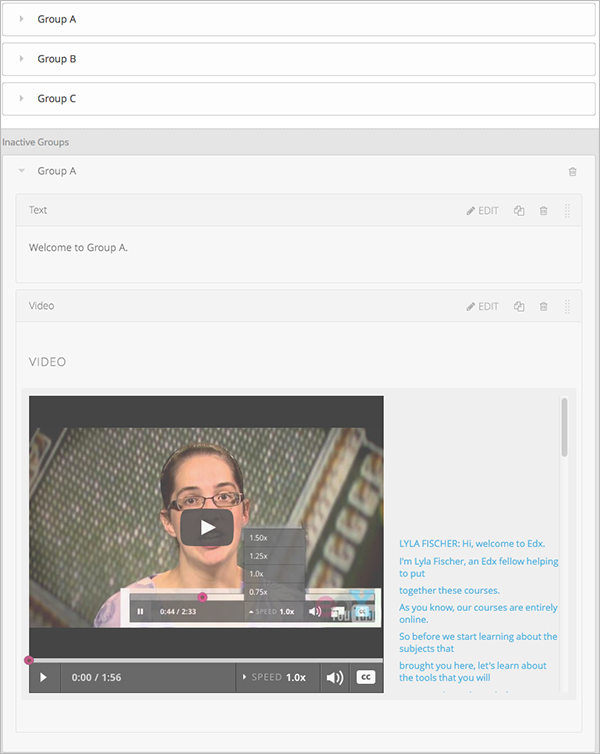 Group A
Group B
Group C
Inactive Groups
Group A
Text
EDIT
Welcome to Group A.
Video
EDIT
VIDEO
1.50x
1.25x
1.0x
0.75x
0:44 / 2:33
SPEED 1.0x
CC
0:00 / 1:56
SPEED 1.0x
CC
LYLA FISCHER: Hi, welcome to Edx.
I'm Lyla Fischer, an Edx fellow helping
to put
together these courses.
As you know, our courses are entirely
online.
So before we start learning about the
subjects that
brought you here, let's learn about
the tools that you will